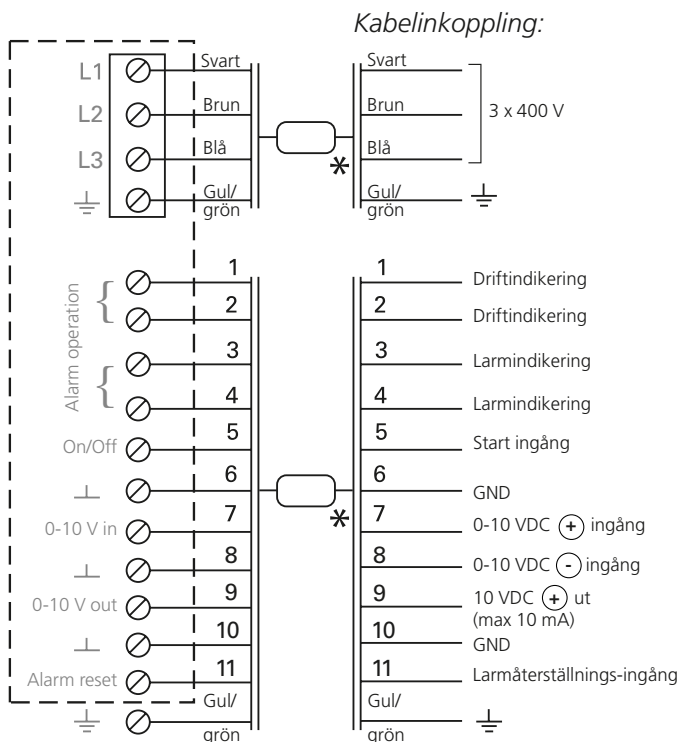 Kabelinkoppling:
L1 Svart Svart
L2 Brun Brun 3 x 400 V
L3 Blå Blå
* 
Gul/ Gul/
grön grön
Alarm operation
1 1 Driftindikering
2 2 Driftindikering
3 3 Larmindikering
4 4 Larmindikering
On/Off 5 5 Start ingång
6 6 GND
*
0-10 V in 7 7 0-10 VDC + ingång
8 8 0-10 VDC - ingång
0-10 V out 9 9 10 VDC + ut
(max 10 mA)
10 10 GND
Alarm reset 11 11 Larmåterställnings-ingång
Gul/ Gul/
grön grön